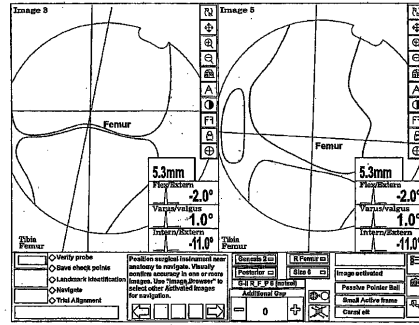 Image 3
Image 5
Femur
Femur
5.3mm
Flex/Extern
-2.0°
Varus/valgus
1.0°
Intern/Extern
-11.0°
5.3mm
Flex/Extern
-2.0°
Varus/valgus
1.0°
Intern/Extern
-11.0°
Tibia
Femur
Tibia
Femur
Verify probe
Save check points
Landmark identification
Navigate
Trial Alignment
Position surgical instrument near
anatomy to navigate. Visually
confirm accuracy in one or more
images. Use "Image Browser" to
select other Activated images
for navigation.
Genesis 2
R Femur
Posterior
Size 6
Additional Gap
0
Image activated
Passive Pointer Ball
Small Active frame